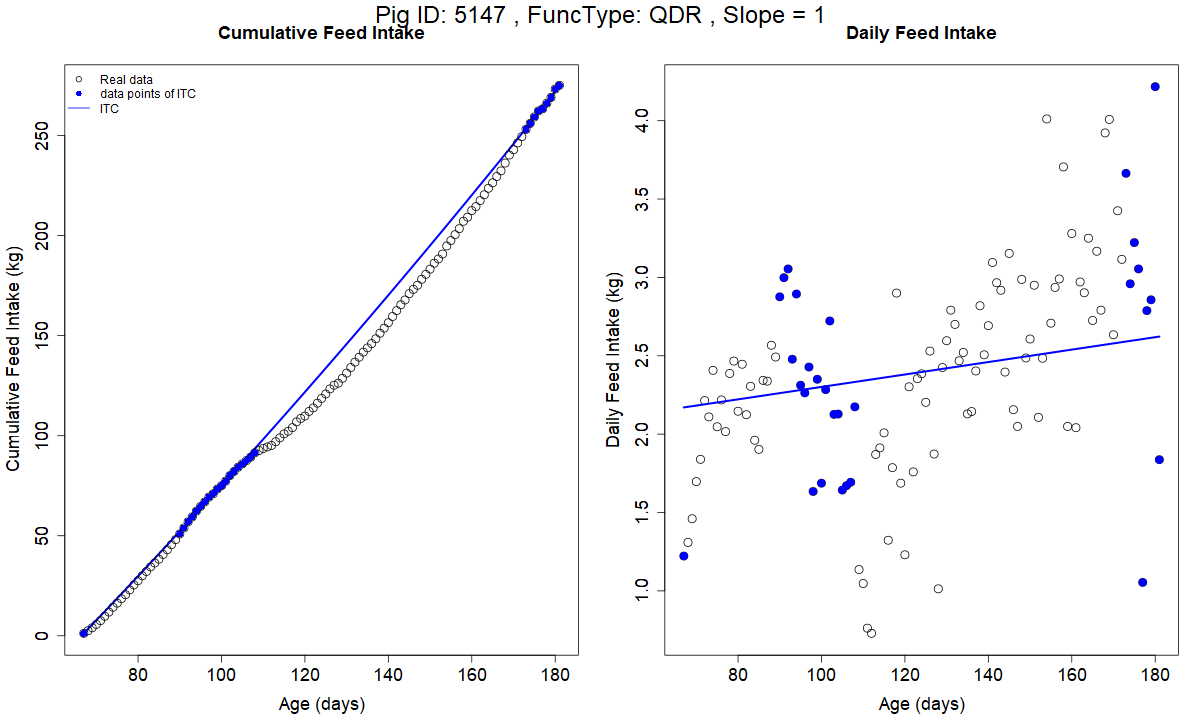 Pig ID: 5147 , FuncType: QDR , Slope = 1
Cumulative Feed Intake
Daily Feed Intake
Real data
data points of ITC
ITC
Cumulative Feed Intake (kg)
0
50
100
150
200
250
80
100
120
140
160
180
Age (days)
Daily Feed Intake (kg)
1.0
1.5
2.0
2.5
3.0
3.5
4.0
80
100
120
140
160
180
Age (days)